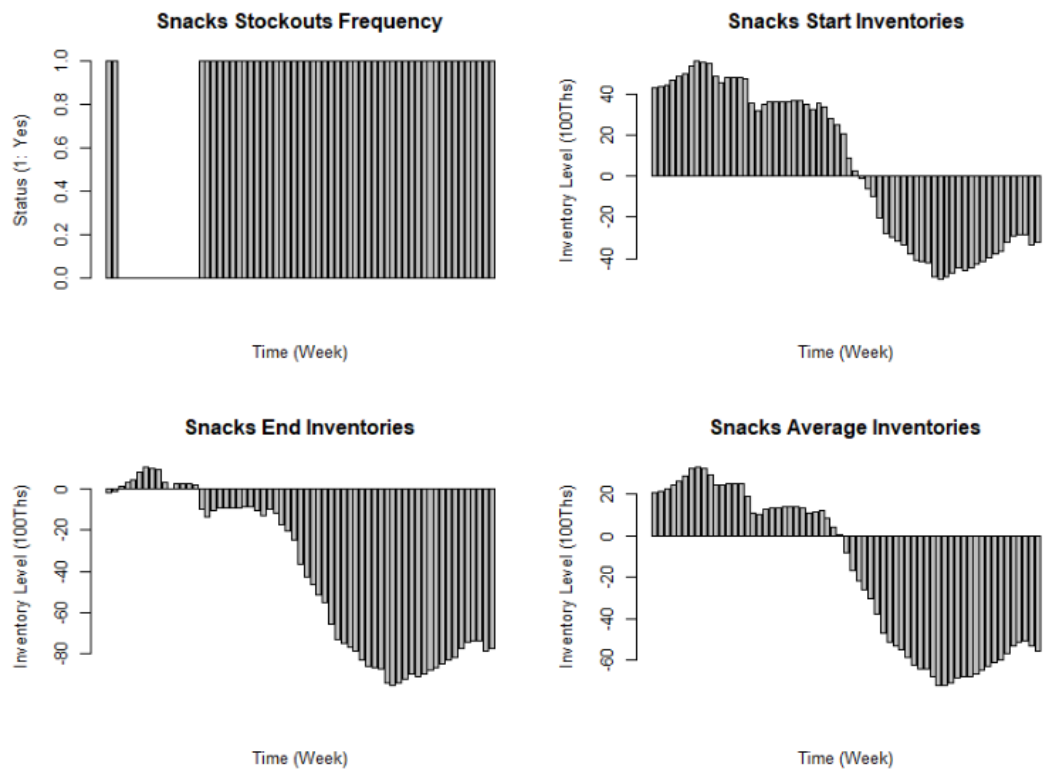 Snacks Stockouts Frequency
Status (1: Yes)
0.0 0.2 0.4 0.6 0.8 1.0
Time (Week)
Snacks Start Inventories
Inventory Level (100Ths)
-40 -20 0 20 40
Time (Week)
Snacks End Inventories
Inventory Level (100Ths)
-80 -60 -40 -20 0
Time (Week)
Snacks Average Inventories
Inventory Level (100Ths)
-60 -40 -20 0 20
Time (Week)